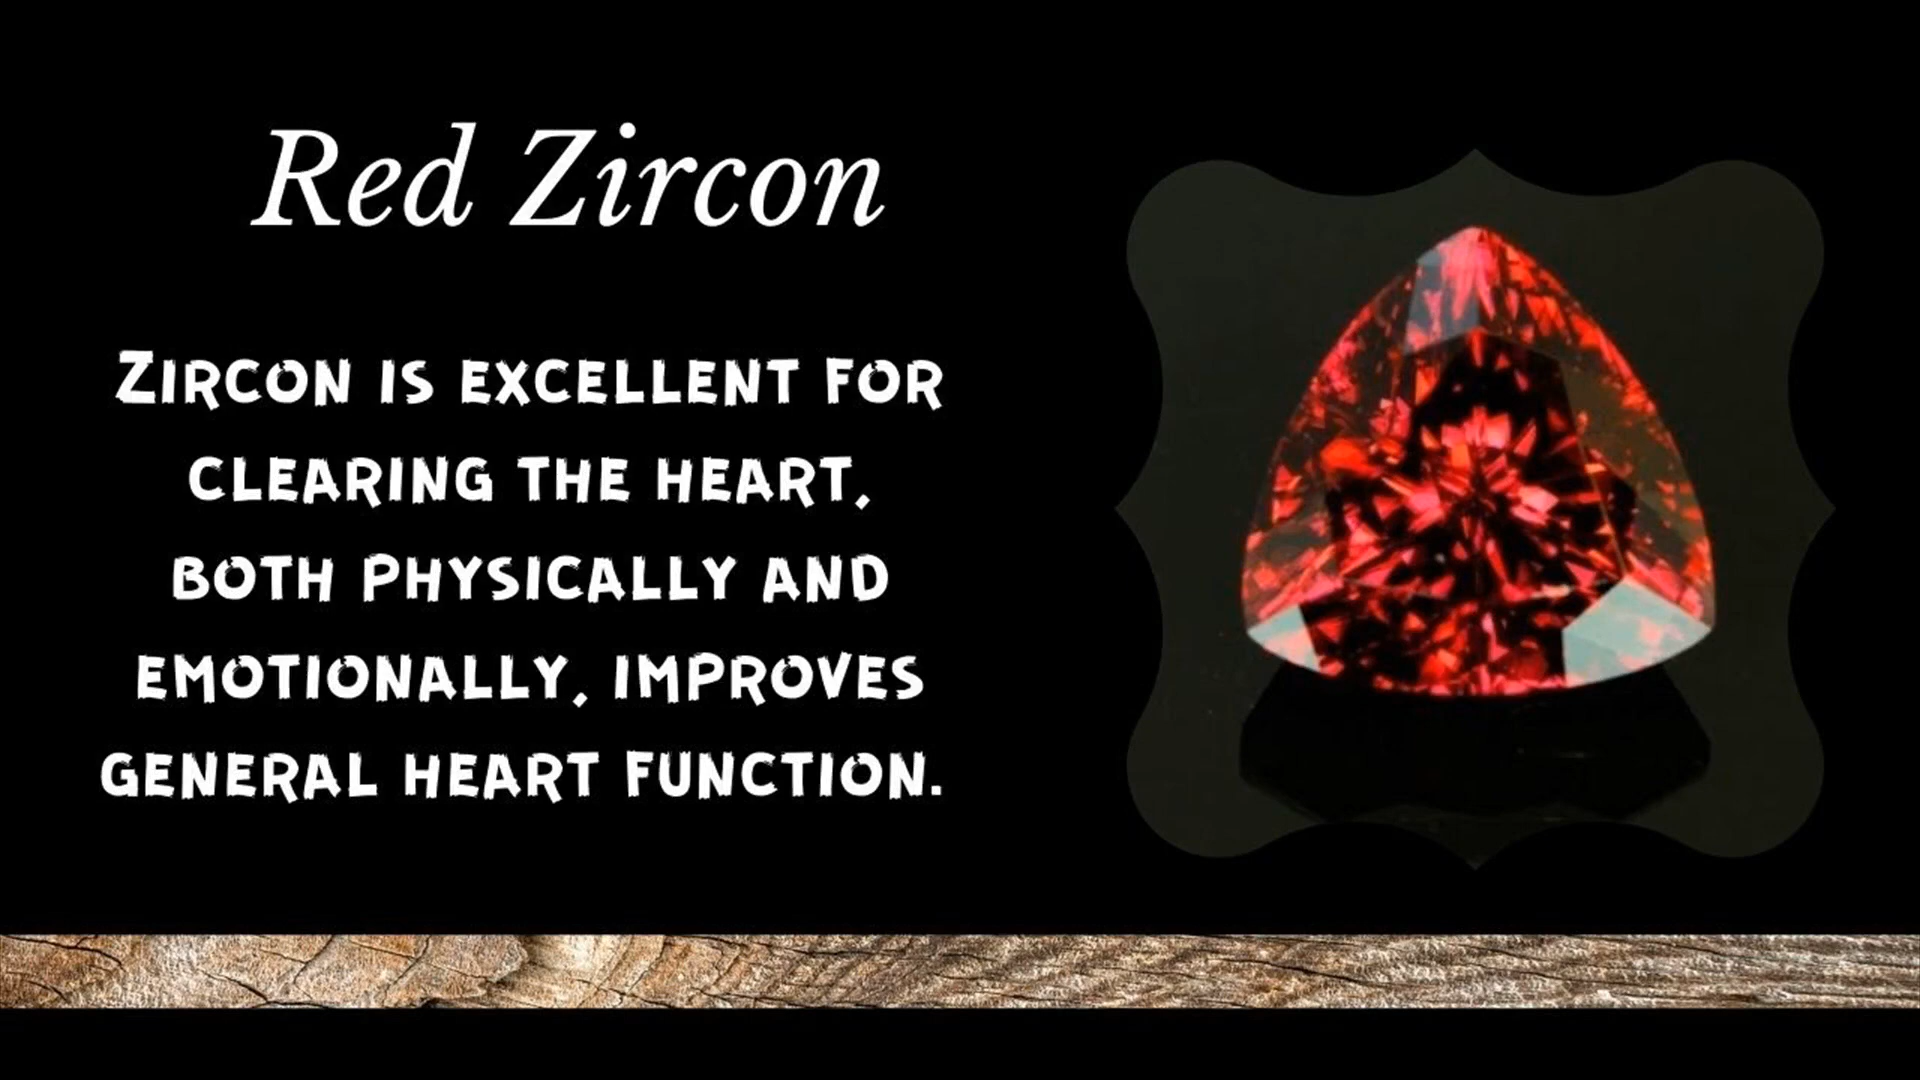 Red Zircon
Zircon is excellent for
clearing the heart,
both physically and
emotionally, improves
general heart function.